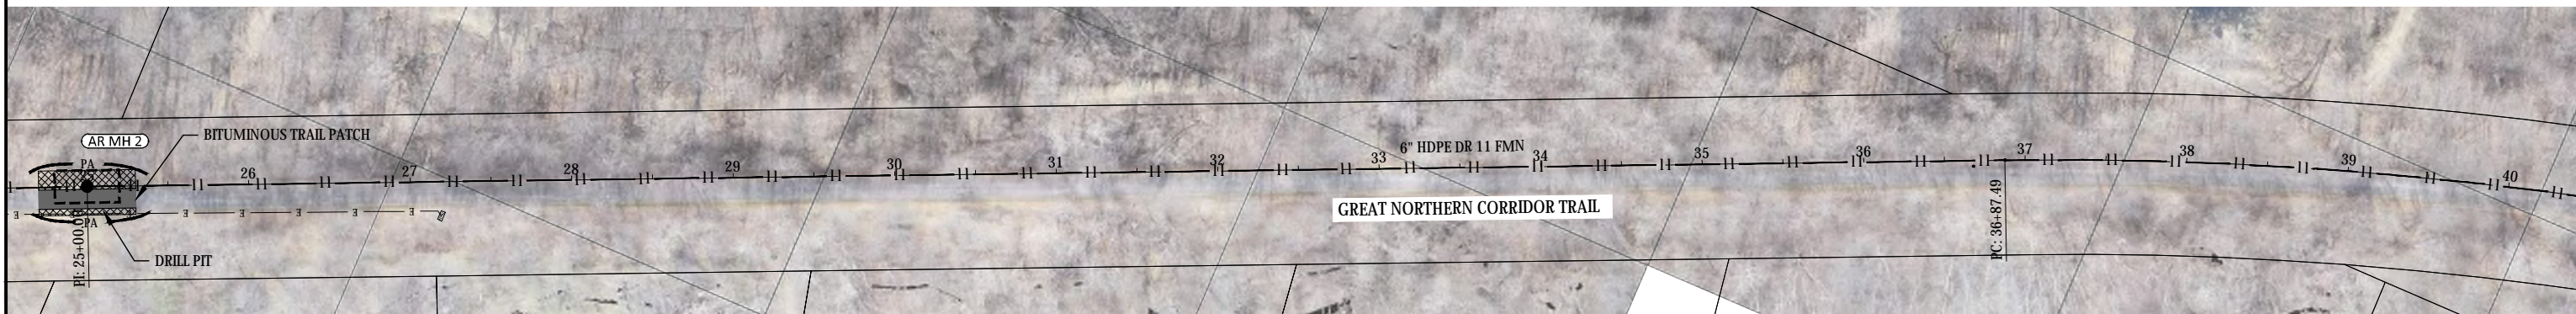 AR MH 2
BITUMINOUS TRAIL PATCH
PA
25
26
27
28
29
30
31
32
33
34
35
36
37
38
39
40
6" HDPE DR 11 FMN
E
E
E
E
E
E
PA
GREAT NORTHERN CORRIDOR TRAIL
DRILL PIT
PI: 25+00.00
PC: 36+87.49